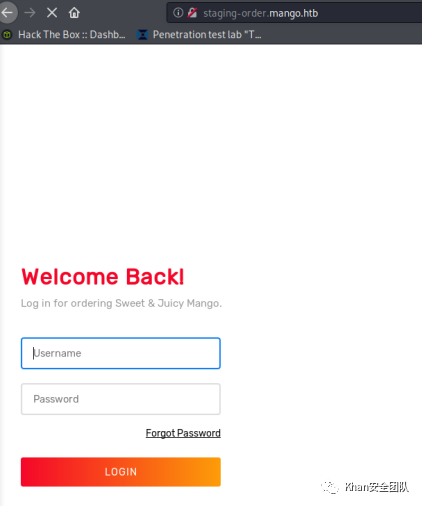 staging-order.mango.htb
Hack The Box :: Dashb... Penetration test lab "T...
Welcome Back!
Log in for ordering Sweet & Juicy Mango.
Username
Password
Forgot Password
LOGIN
Khan安全团队